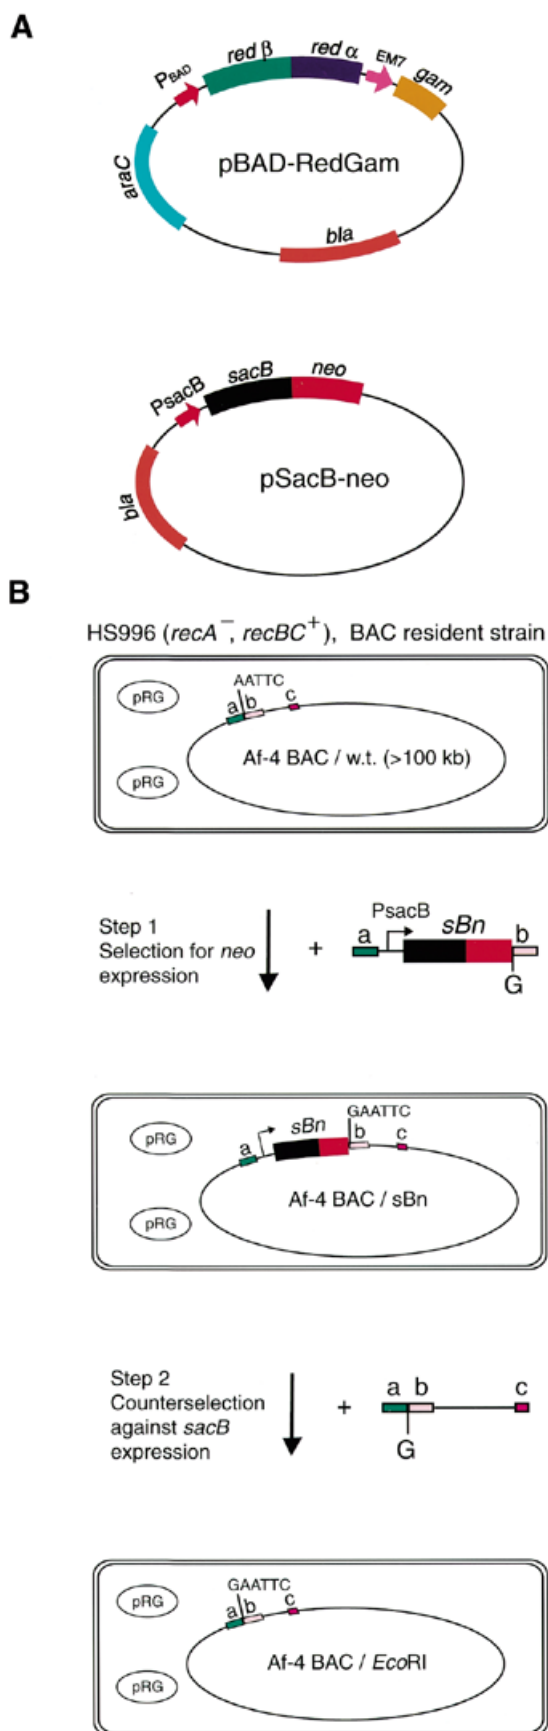 A
P_BAD red β red α EM7 gam
araC
pBAD-RedGam
bla
PsacB sacB neo
bla
pSacB-neo
B
HS996 (recA⁻, recBC⁺), BAC resident strain
pRG
AATTC
a b c
Af-4 BAC / w.t. (>100 kb)
pRG
Step 1
Selection for neo
expression
+
PsacB
a sBn b
G
pRG
GAATTC
a sBn b c
Af-4 BAC / sBn
pRG
Step 2
Counterselection
against sacB
expression
+
a b c
G
pRG
GAATTC
a b c
Af-4 BAC / EcoRI
pRG